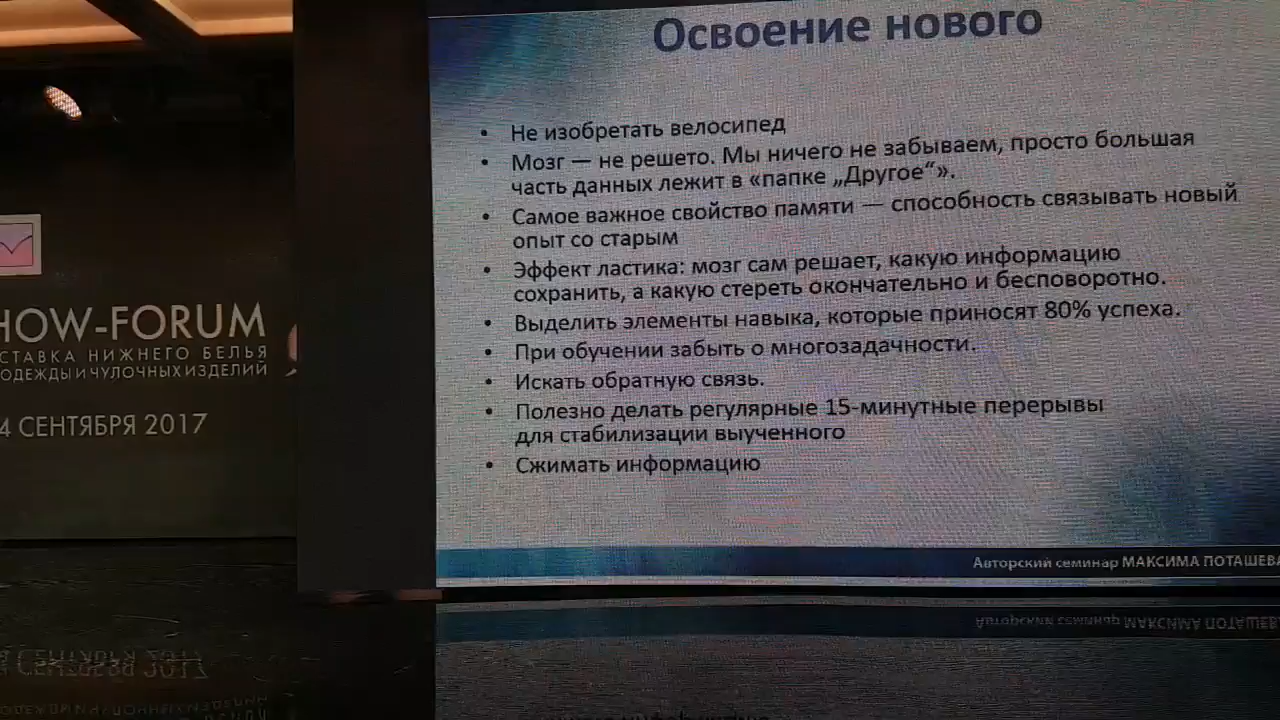 Освоение нового
• Не изобретать велосипед
• Мозг — не решето. Мы ничего не забываем, просто большая
часть данных лежит в «папке „Другое“».
• Самое важное свойство памяти — способность связывать новый
опыт со старым
• Эффект ластика: мозг сам решает, какую информацию
сохранить, а какую стереть окончательно и бесповоротно.
• Выделить элементы навыка, которые приносят 80% успеха.
• При обучении забыть о многозадачности.
• Искать обратную связь.
• Полезно делать регулярные 15-минутные перерывы
для стабилизации выученного
• Сжимать информацию
Авторский семинар МАКСИМА ПОТАШЕВА
HOW-FORUM
СТАВКА НИЖНЕГО БЕЛЬЯ
ОДЕЖДЫ И ЧУЛОЧНЫХ ИЗДЕЛИЙ
4 СЕНТЯБРЯ 2017